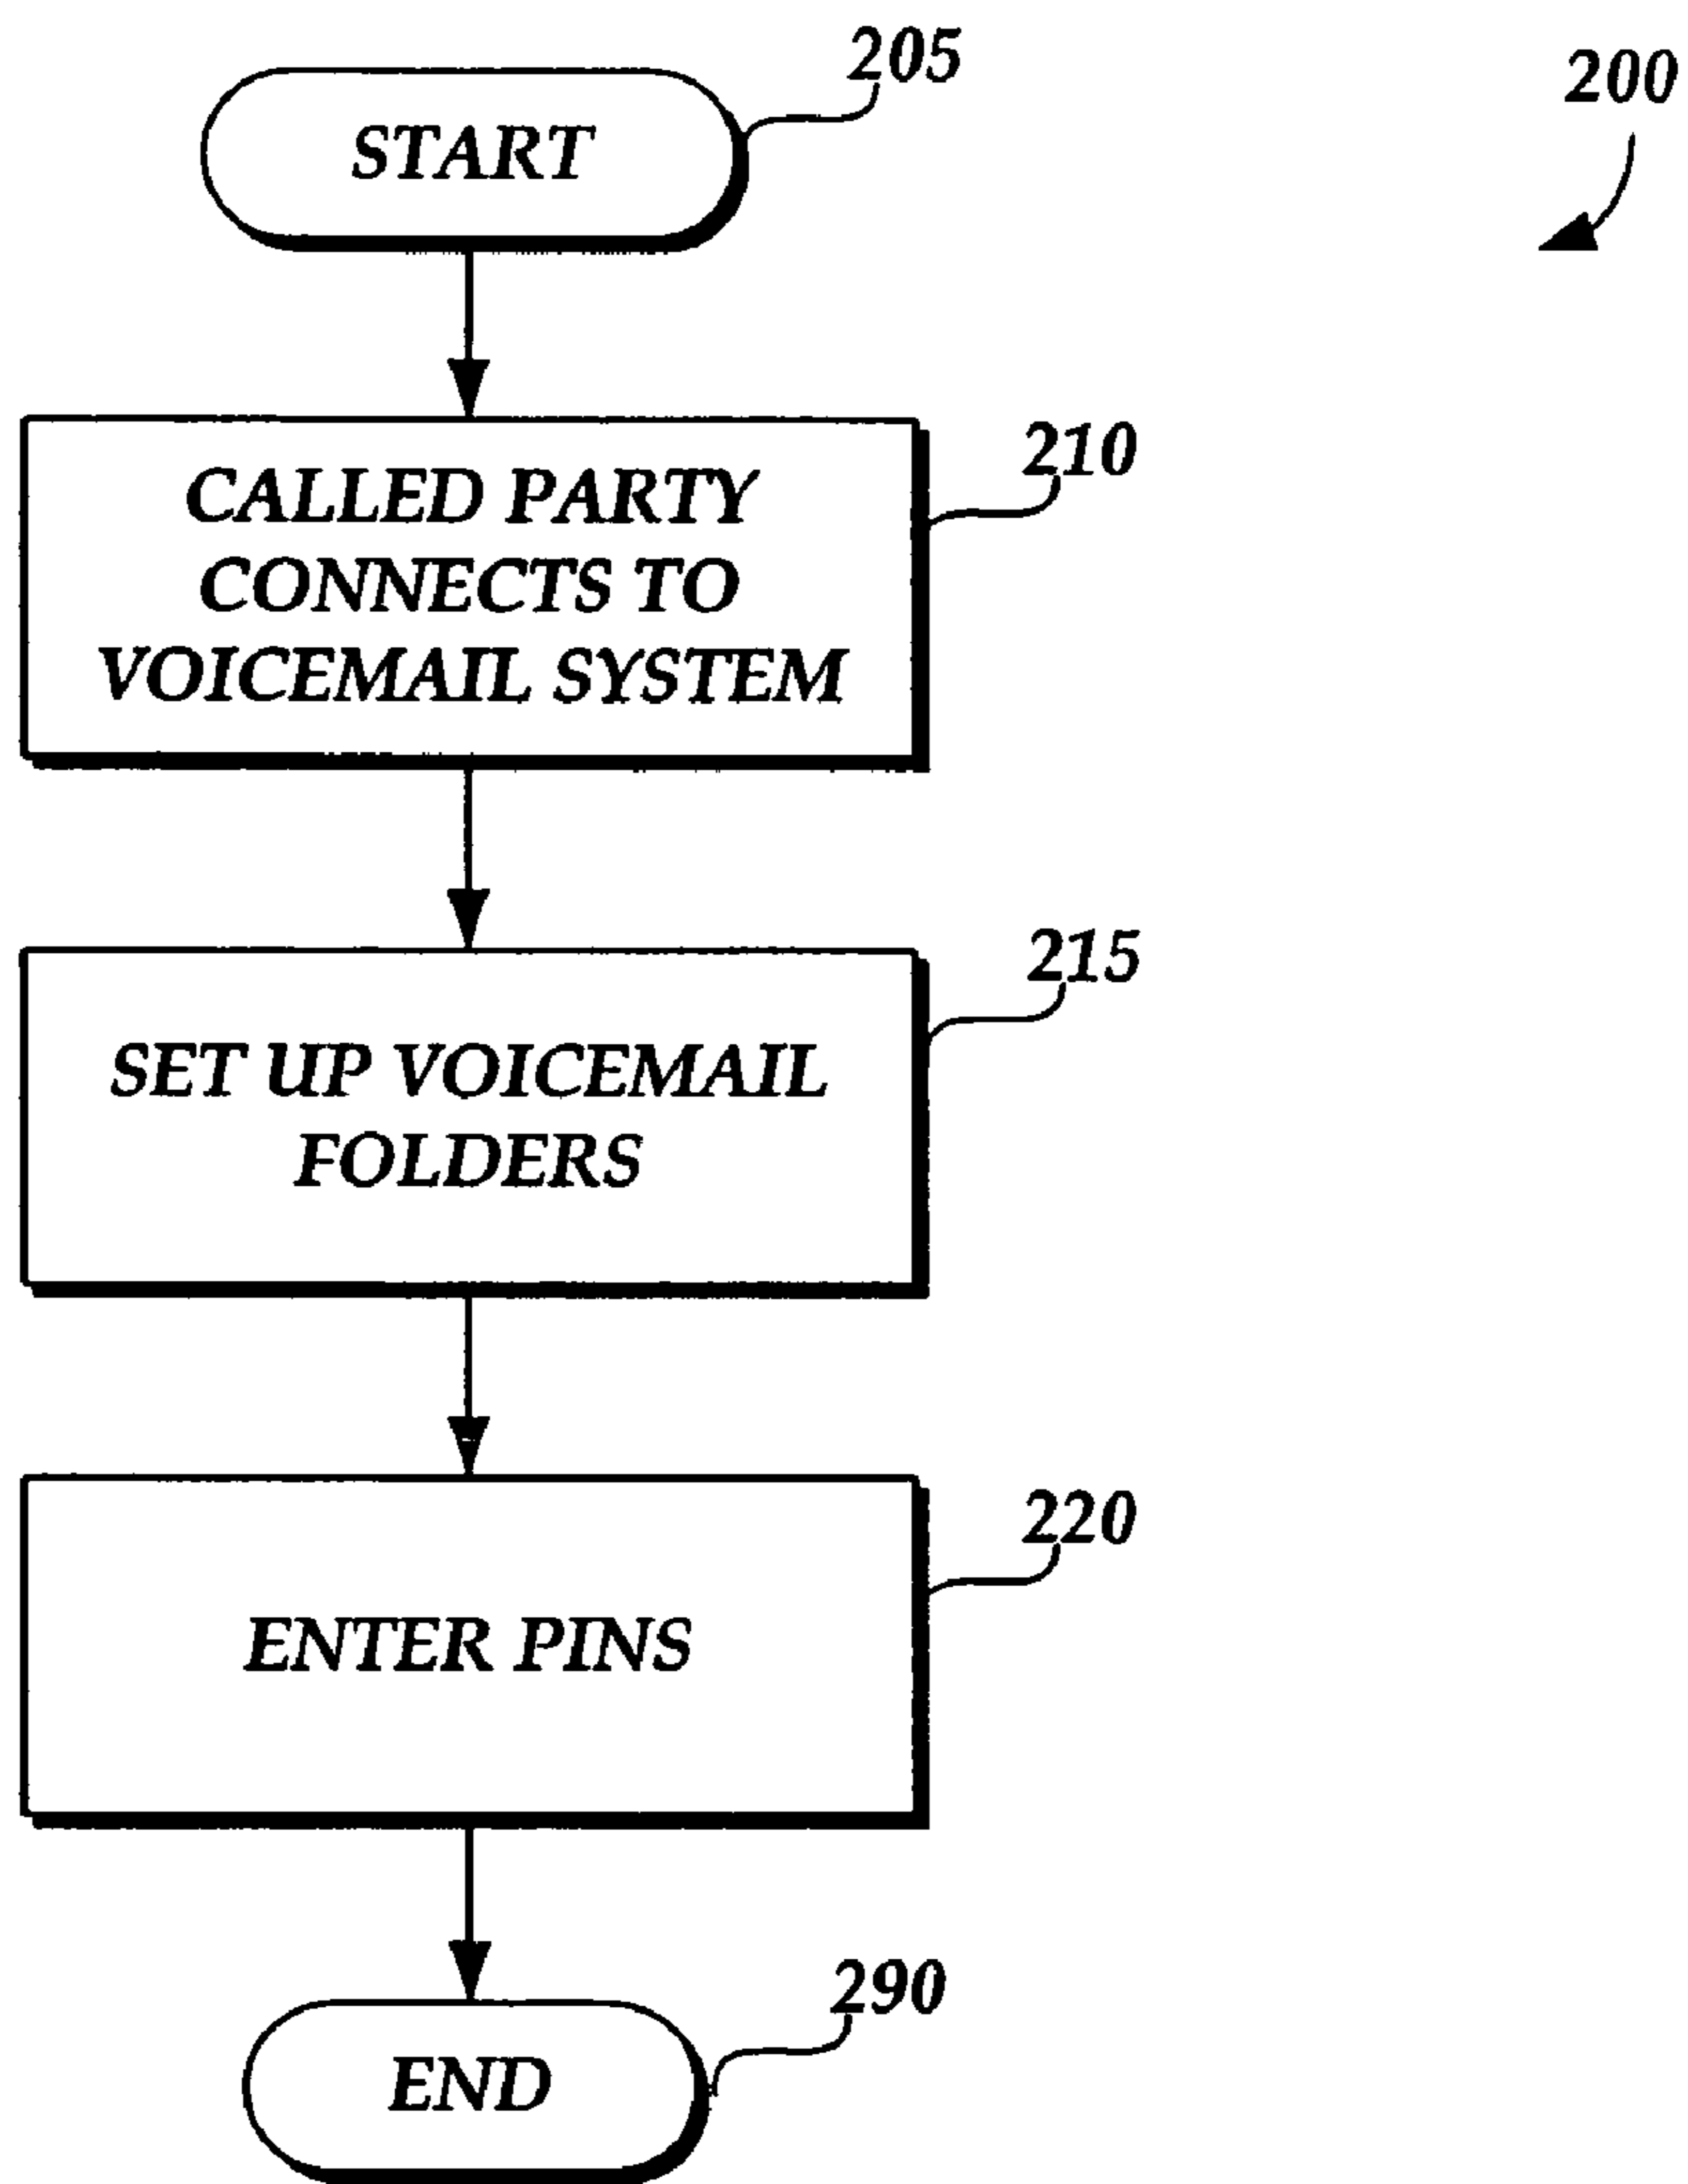 205
200
START
210
CALLED PARTY
CONNECTS TO
VOICEMAIL SYSTEM
215
SET UP VOICEMAIL
FOLDERS
220
ENTER PINS
290
END